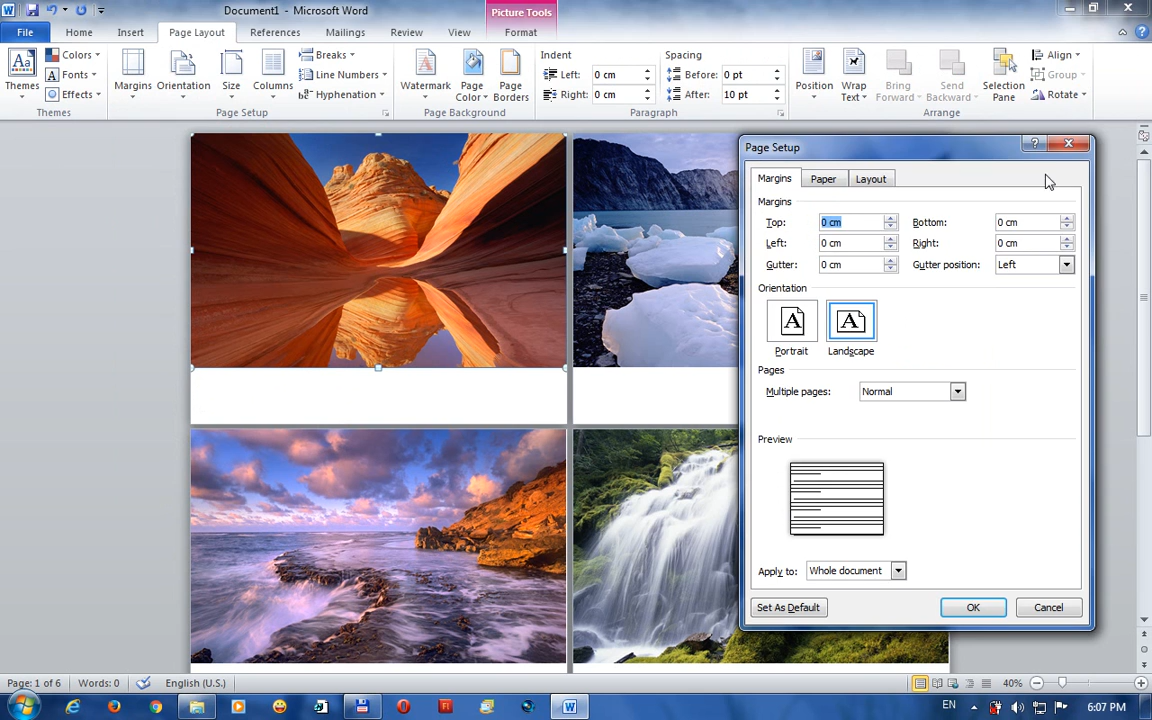 Document1 - Microsoft Word
Picture Tools
File Home Insert Page Layout References Mailings Review View Format
Themes
Colors
Fonts
Effects
Themes
Margins
Orientation
Size
Columns
Breaks
Line Numbers
Hyphenation
Page Setup
Watermark
Page Color
Page Borders
Page Background
Indent
Left: 0 cm
Right: 0 cm
Spacing
Before: 0 pt
After: 10 pt
Paragraph
Position
Wrap Text
Bring Forward
Send Backward
Selection Pane
Align
Group
Rotate
Arrange
Page Setup
Margins Paper Layout
Margins
Top: 0 cm Bottom: 0 cm
Left: 0 cm Right: 0 cm
Gutter: 0 cm Gutter position: Left
Orientation
A A
Portrait Landscape
Pages
Multiple pages: Normal
Preview
Apply to: Whole document
Set As Default OK Cancel
Page: 1 of 6 Words: 0 English (U.S.) 40%
EN 6:07 PM